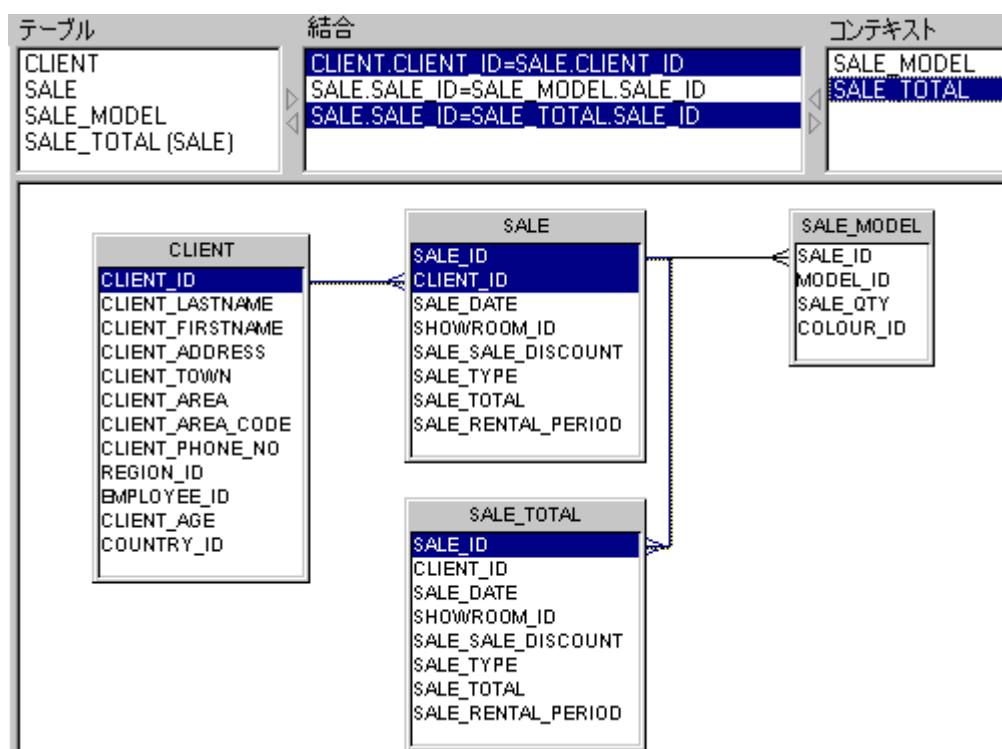 テーブル
CLIENT
SALE
SALE_MODEL
SALE_TOTAL (SALE)
結合
CLIENT.CLIENT_ID=SALE.CLIENT_ID
SALE.SALE_ID=SALE_MODEL.SALE_ID
SALE.SALE_ID=SALE_TOTAL.SALE_ID
コンテキスト
SALE_MODEL
SALE_TOTAL
CLIENT
CLIENT_ID
CLIENT_LASTNAME
CLIENT_FIRSTNAME
CLIENT_ADDRESS
CLIENT_TOWN
CLIENT_AREA
CLIENT_AREA_CODE
CLIENT_PHONE_NO
REGION_ID
EMPLOYEE_ID
CLIENT_AGE
COUNTRY_ID
SALE
SALE_ID
CLIENT_ID
SALE_DATE
SHOWROOM_ID
SALE_SALE_DISCOUNT
SALE_TYPE
SALE_TOTAL
SALE_RENTAL_PERIOD
SALE_MODEL
SALE_ID
MODEL_ID
SALE_QTY
COLOUR_ID
SALE_TOTAL
SALE_ID
CLIENT_ID
SALE_DATE
SHOWROOM_ID
SALE_SALE_DISCOUNT
SALE_TYPE
SALE_TOTAL
SALE_RENTAL_PERIOD